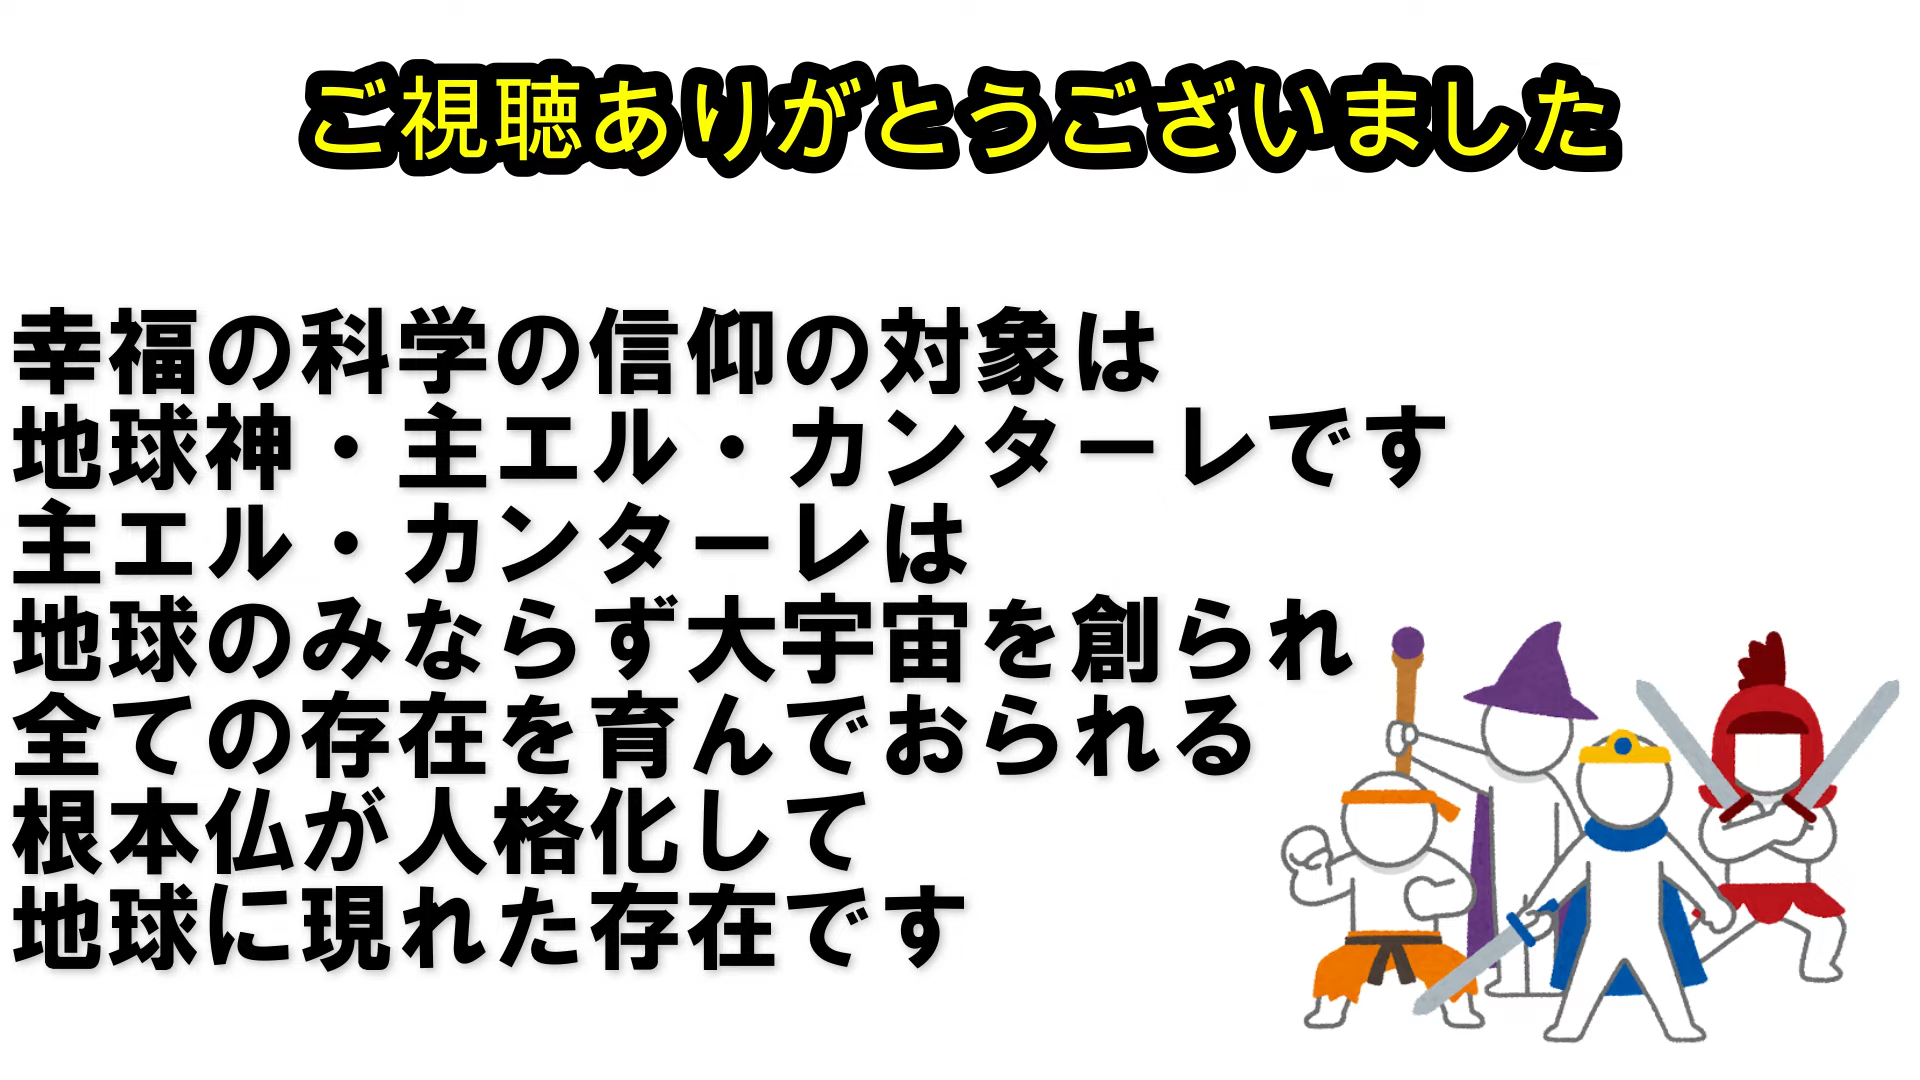 ご視聴ありがとうございました
幸福の科学の信仰の対象は
地球神・主エル・カンターレです
主エル・カンターレは
地球のみならず大宇宙を創られ
全ての存在を育んでおられる
根本仏が人格化して
地球に現れた存在です